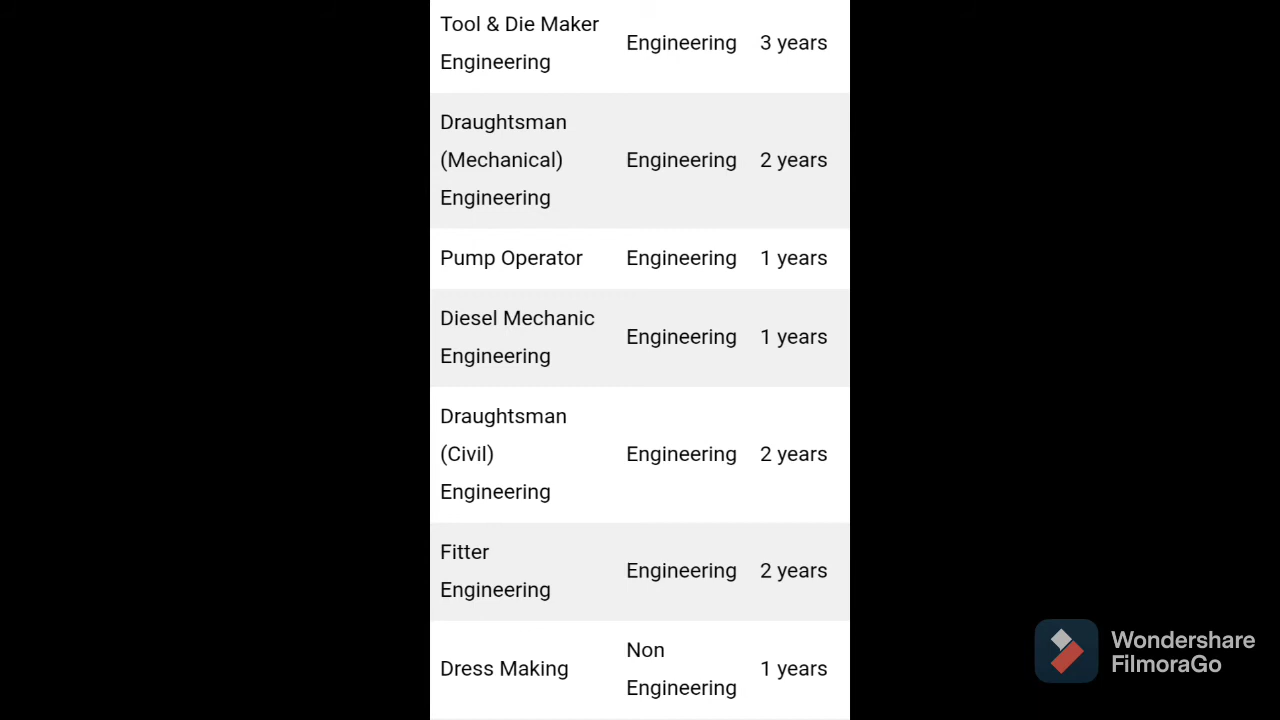 Tool & Die Maker
Engineering
Engineering
3 years
Draughtsman
(Mechanical)
Engineering
Engineering
2 years
Pump Operator
Engineering
1 years
Diesel Mechanic
Engineering
Engineering
1 years
Draughtsman
(Civil)
Engineering
Engineering
2 years
Fitter
Engineering
Engineering
2 years
Dress Making
Non
Engineering
1 years
Wondershare
FilmoraGo